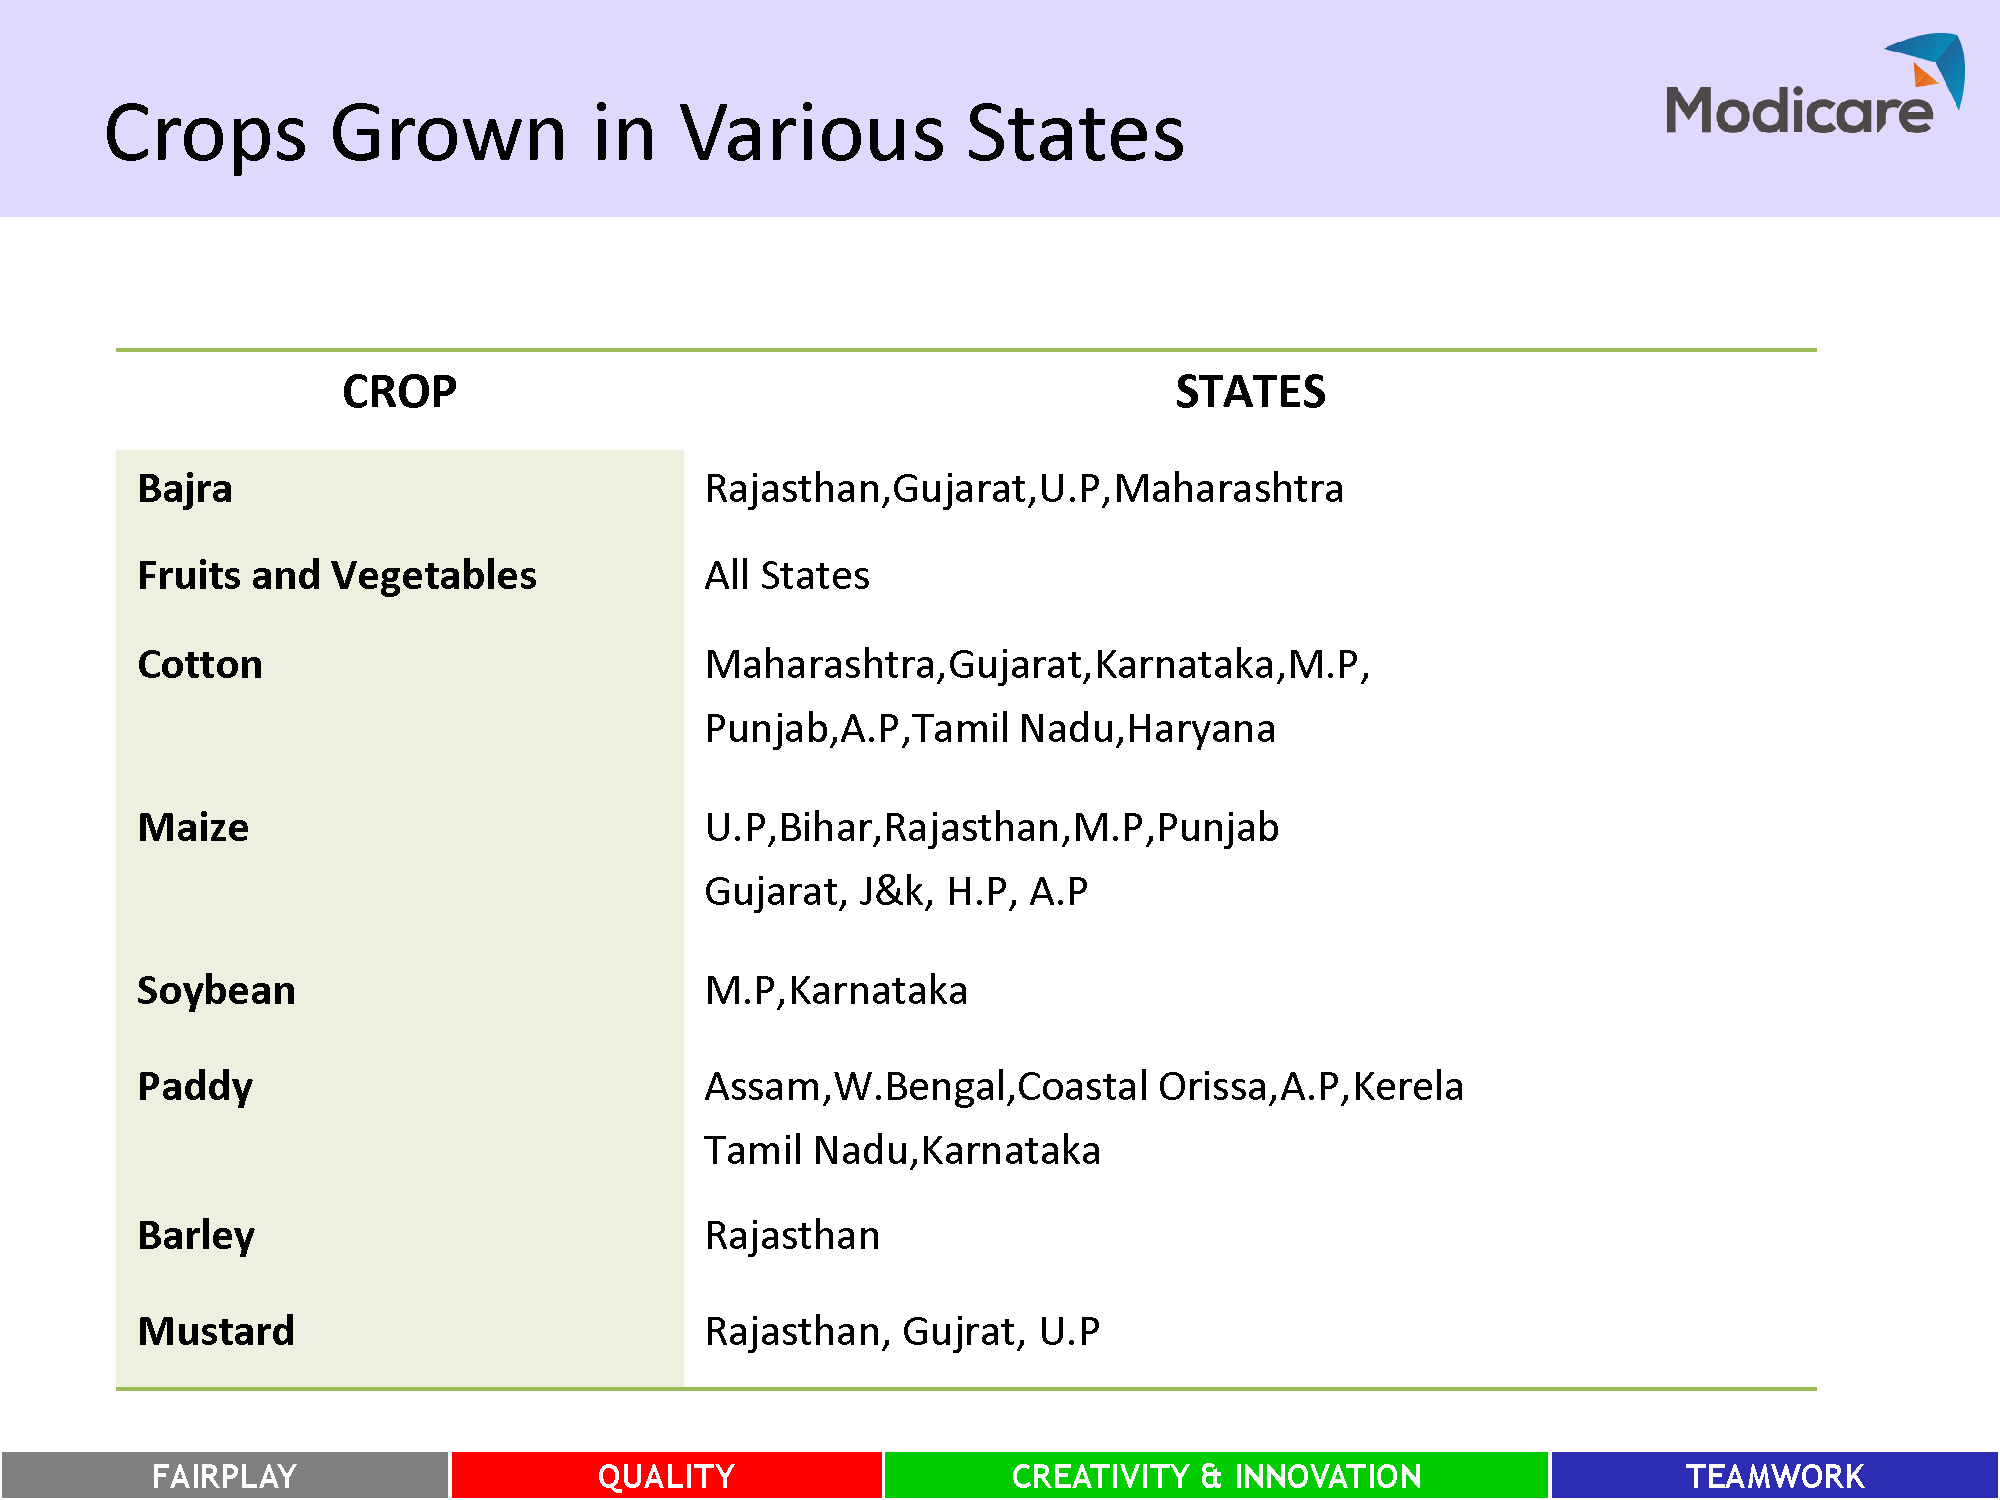 Crops Grown in Various States
Modicare
CROP STATES
Bajra Rajasthan,Gujarat,U.P,Maharashtra
Fruits and Vegetables All States
Cotton Maharashtra,Gujarat,Karnataka,M.P,
Punjab,A.P,Tamil Nadu,Haryana
Maize U.P,Bihar,Rajasthan,M.P,Punjab
Gujarat, J&k, H.P, A.P
Soybean M.P,Karnataka
Paddy Assam,W.Bengal,Coastal Orissa,A.P,Kerela
Tamil Nadu,Karnataka
Barley Rajasthan
Mustard Rajasthan, Gujrat, U.P
FAIRPLAY QUALITY CREATIVITY & INNOVATION TEAMWORK